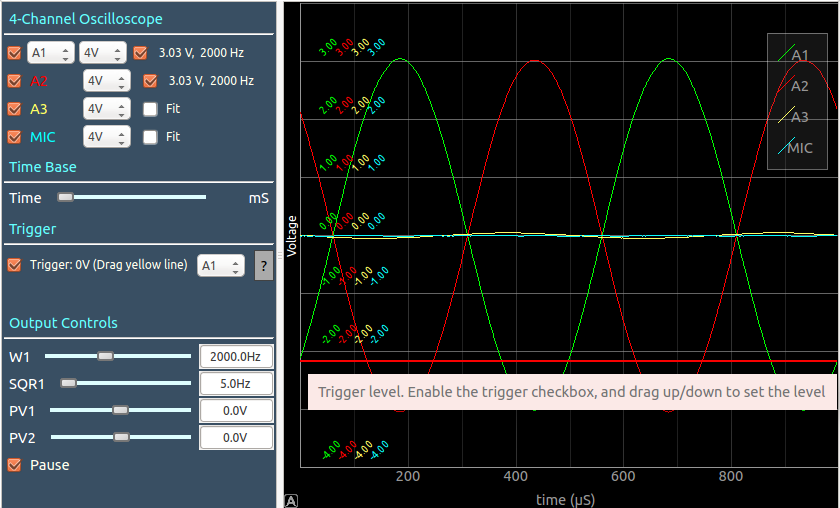 4-Channel Oscilloscope
A1 4V 3.03 V, 2000 Hz
A2 4V 3.03 V, 2000 Hz
A3 4V Fit
MIC 4V Fit
Time Base
Time mS
Trigger
Trigger: 0V (Drag yellow line) A1 ?
Output Controls
W1 2000.0Hz
SQR1 5.0Hz
PV1 0.0V
PV2 0.0V
Pause
Voltage
3.00 3.00 3.00 3.00
2.00 2.00 2.00 2.00
1.00 1.00 1.00 1.00
0.00 0.00 0.00 0.00
-1.00 -1.00 -1.00 -1.00
-2.00 -2.00 -2.00 -2.00
-4.00 -4.00 -4.00 -4.00
A1
A2
A3
MIC
Trigger level. Enable the trigger checkbox, and drag up/down to set the level
200 400 600 800
time (µS)
A